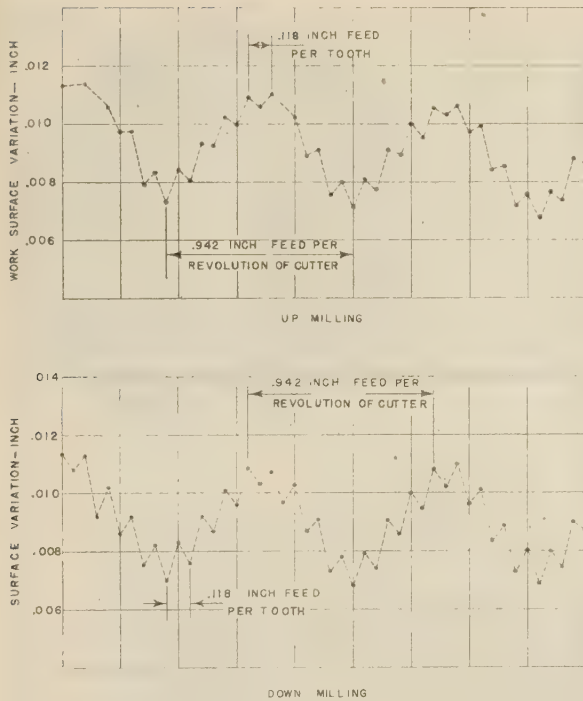 .118 INCH FEED
PER TOOTH
.012
.010
.008
.006
WORK SURFACE VARIATION— INCH
.942 INCH FEED PER
REVOLUTION OF CUTTER
UP MILLING
.014
.942 INCH FEED PER
REVOLUTION OF CUTTER
.012
.010
.008
.006
SURFACE VARIATION—INCH
.118 INCH FEED
PER TOOTH
DOWN MILLING